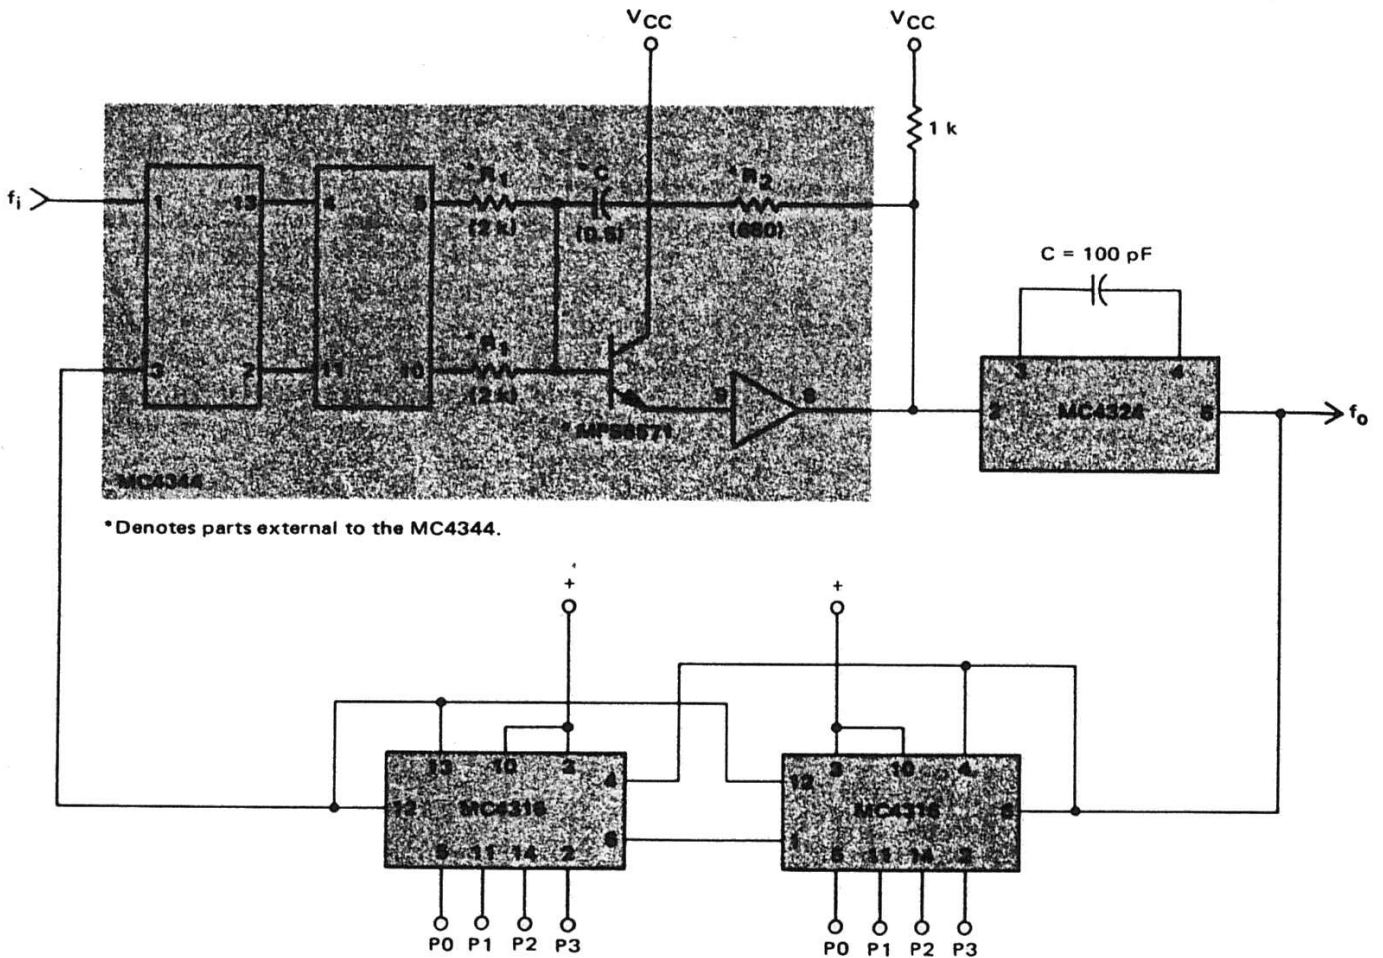 VCC
VCC
1 k
fi
1
13
4
5
*R1
(2 k)
*C
(0.5)
*R2
(680)
C = 100 pF
3
2
11
10
*R1
(2 k)
9
8
*MPS6571
3
4
2
MC4324
6
fo
MC4344
*Denotes parts external to the MC4344.
+
+
13
10
3
4
12
MC4316
6
5
11
14
2
3
10
4
12
MC4316
6
1
5
11
14
2
P0
P1
P2
P3
P0
P1
P2
P3